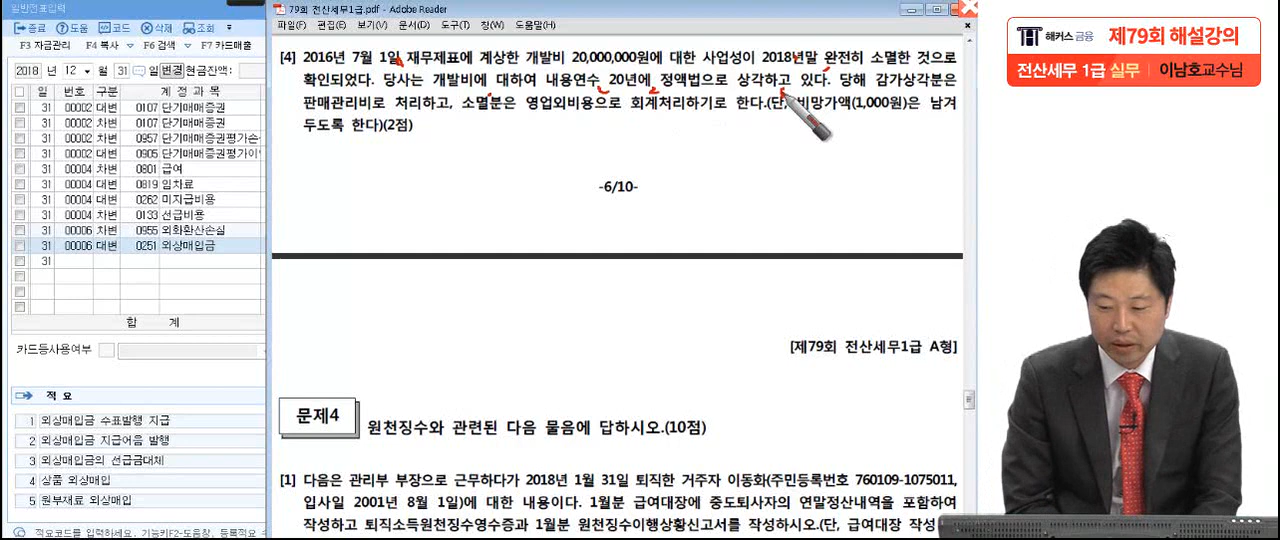 일반전표입력
종료 도움 코드 삭제 조회
F3 자금관리 F4 복사 F6 검색 F7 카드매출
2018 년 12 월 31 일 변경 현금잔액:
일 번호 구분 계 정 과 목
31 00002 대변 0107 단기매매증권
31 00002 차변 0107 단기매매증권
31 00002 차변 0957 단기매매증권평가손
31 00002 대변 0905 단기매매증권평가이
31 00004 차변 0801 급여
31 00004 차변 0819 임차료
31 00004 대변 0262 미지급비용
31 00004 차변 0133 선급비용
31 00006 차변 0955 외화환산손실
31 00006 대변 0251 외상매입금
31
합 계
카드등사용여부
적 요
1 외상매입금 수표발행 지급
2 외상매입금 지급어음 발행
3 외상매입금의 선급금대체
4 상품 외상매입
5 원부재료 외상매입
적요코드를 입력하세요. 기능키F2-도움창, 등록적요 수
79회 전산세무1급.pdf - Adobe Reader
파일(F) 편집(E) 보기(V) 문서(D) 도구(T) 창(W) 도움말(H)
[4] 2016년 7월 1일 재무제표에 계상한 개발비 20,000,000원에 대한 사업성이 2018년말 완전히 소멸한 것으로
확인되었다. 당사는 개발비에 대하여 내용연수 20년에 정액법으로 상각하고 있다. 당해 감가상각분은
판매관리비로 처리하고, 소멸분은 영업외비용으로 회계처리하기로 한다.(단, 비망가액(1,000원)은 남겨
두도록 한다)(2점)
-6/10-
[제79회 전산세무1급 A형]
문제4 원천징수와 관련된 다음 물음에 답하시오.(10점)
[1] 다음은 관리부 부장으로 근무하다가 2018년 1월 31일 퇴직한 거주자 이동화(주민등록번호 760109-1075011,
입사일 2001년 8월 1일)에 대한 내용이다. 1월분 급여대장에 중도퇴사자의 연말정산내역을 포함하여
작성하고 퇴직소득원천징수영수증과 1월분 원천징수이행상황신고서를 작성하시오.(단, 급여대장 작성
해커스 금융 제79회 해설강의
전산세무 1급 실무 이남호교수님